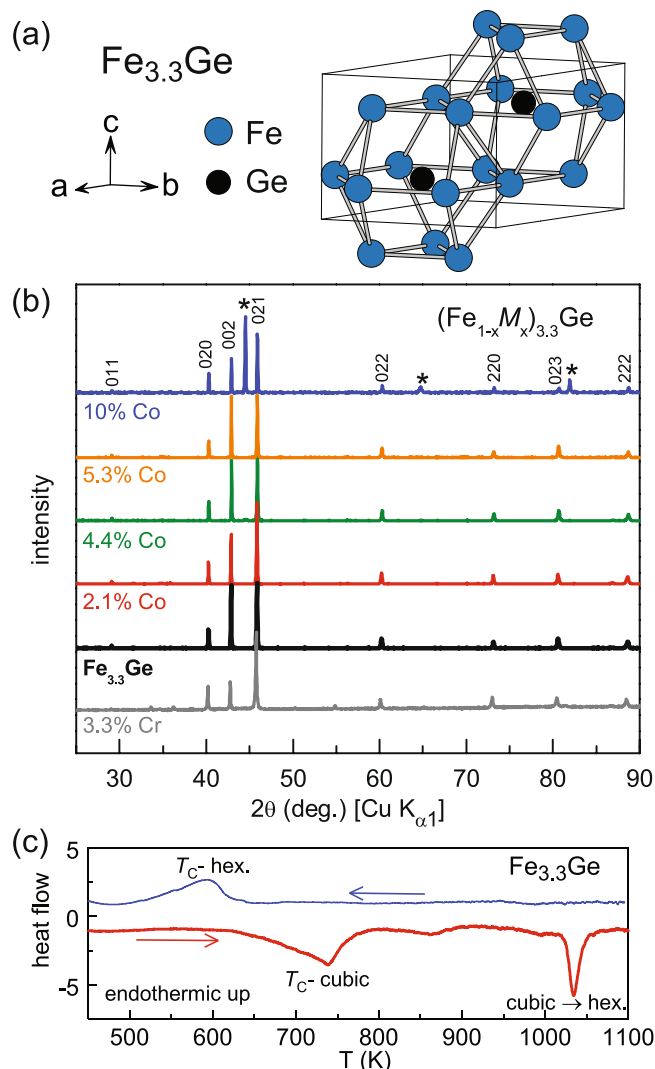 (a)
Fe3.3Ge
c
a
b
Fe
Ge
(b)
(Fe1-xMx)3.3Ge
011
020
002
*
021
022
*
220
023
*
222
10% Co
5.3% Co
4.4% Co
2.1% Co
Fe3.3Ge
3.3% Cr
intensity
30 40 50 60 70 80 90
2θ (deg.) [Cu Kα1]
(c)
Fe3.3Ge
5
0
-5
heat flow
TC- hex.
TC- cubic
endothermic up
cubic → hex.
500 600 700 800 900 1000 1100
T (K)